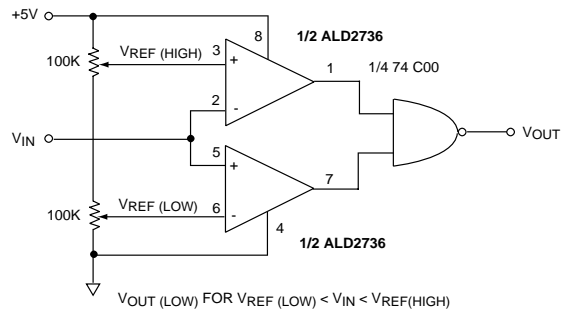 +5V
1/2 ALD2736
8
100K
VREF (HIGH)
3
+
1
1/4 74 C00
2
-
VIN
VOUT
5
+
7
100K
VREF (LOW)
6
-
4
1/2 ALD2736
VOUT (LOW) FOR VREF (LOW) < VIN < VREF(HIGH)